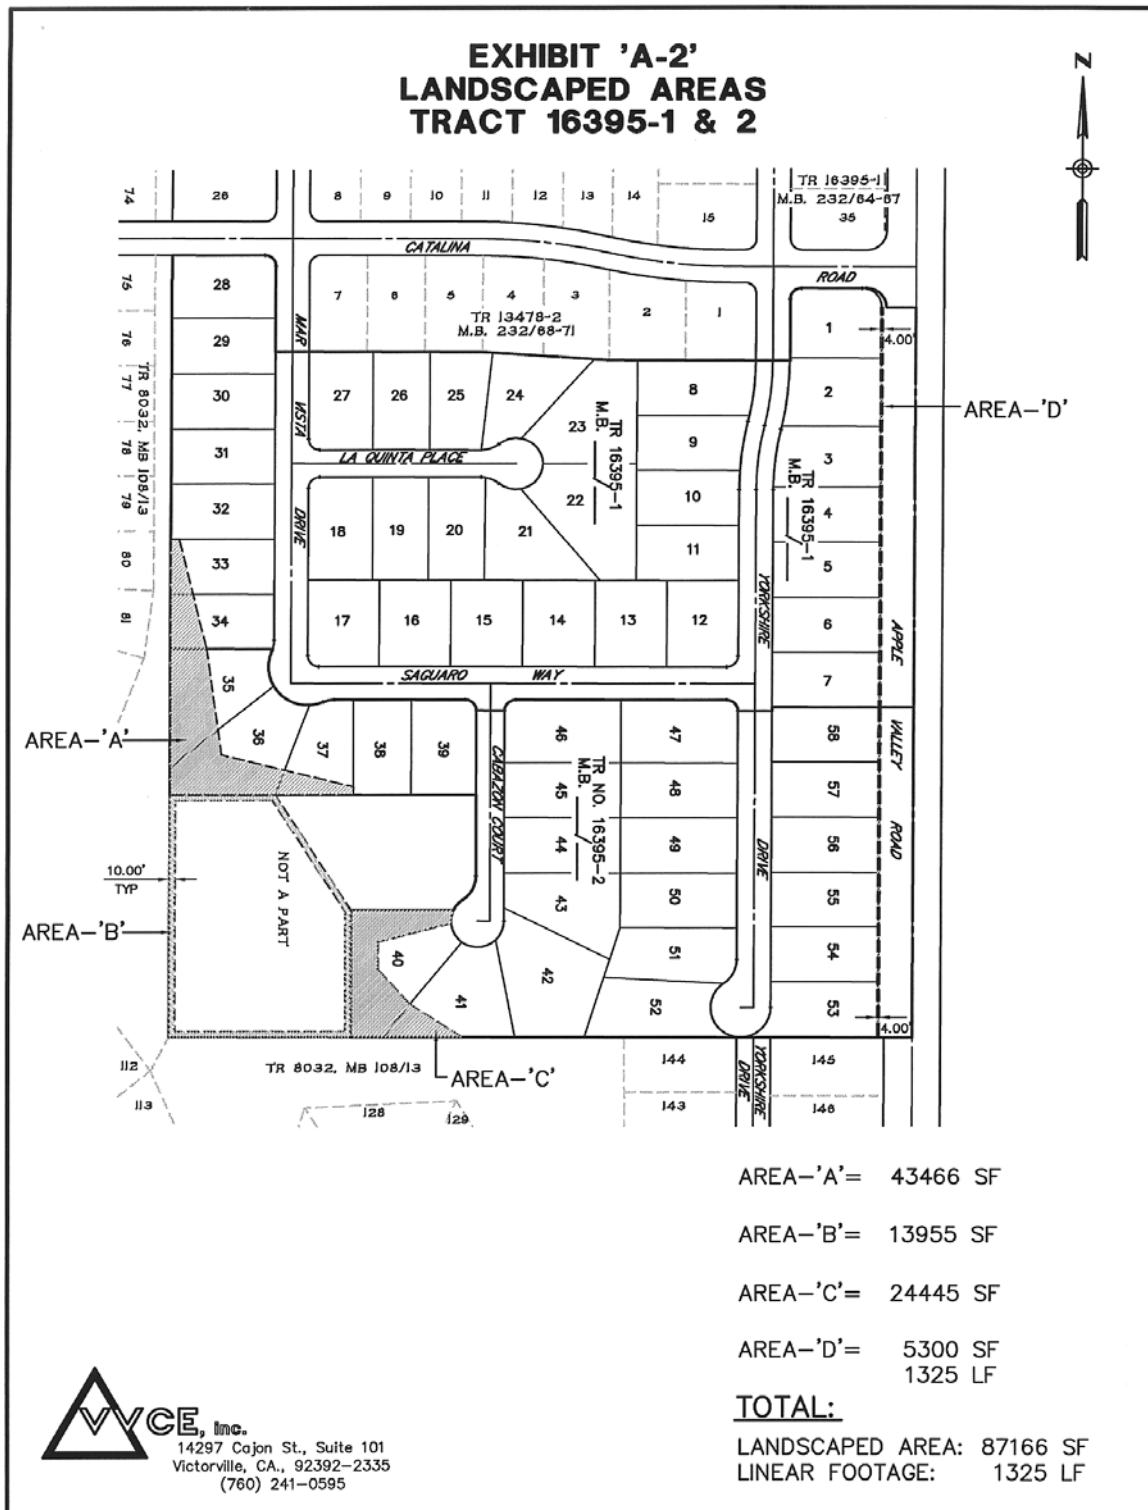 EXHIBIT 'A-2'
LANDSCAPED AREAS
TRACT 16395-1 & 2
N
74
26
8
9
10
11
12
13
14
15
TR 16395-1
M.B. 232/64-67
35
CATALINA
ROAD
75
28
7
6
5
4
3
2
1
TR 13478-2
M.B. 232/68-71
1
4.00'
76
29
MAR
77
30
27
26
25
24
8
2
AREA-'D'
TR 8032, MB 108/13
78
31
VISTA
23
TR 16395-1
M.B.
9
3
LA QUINTA PLACE
79
32
DRIVE
18
19
20
21
22
10
TR 16395-1
M.B.
4
11
5
80
33
81
34
17
16
15
14
13
12
YORKSHIRE
6
APPLE
SAGUARO WAY
7
35
36
37
38
39
AREA-'A'
CABAZON COURT
46
47
58
VALLEY
TR NO. 16395-2
M.B.
45
48
57
44
49
DRIVE
56
ROAD
10.00'
TYP
NOT A PART
43
50
55
AREA-'B'
40
41
42
51
54
52
53
4.00'
112
113
TR 8032, MB 108/13
AREA-'C'
128
129
144
143
YORKSHIRE
DRIVE
145
146
AREA-'A'= 43466 SF
AREA-'B'= 13955 SF
AREA-'C'= 24445 SF
AREA-'D'= 5300 SF
1325 LF
TOTAL:
LANDSCAPED AREA: 87166 SF
LINEAR FOOTAGE: 1325 LF
VVCE, inc.
14297 Cajon St., Suite 101
Victorville, CA., 92392-2335
(760) 241-0595